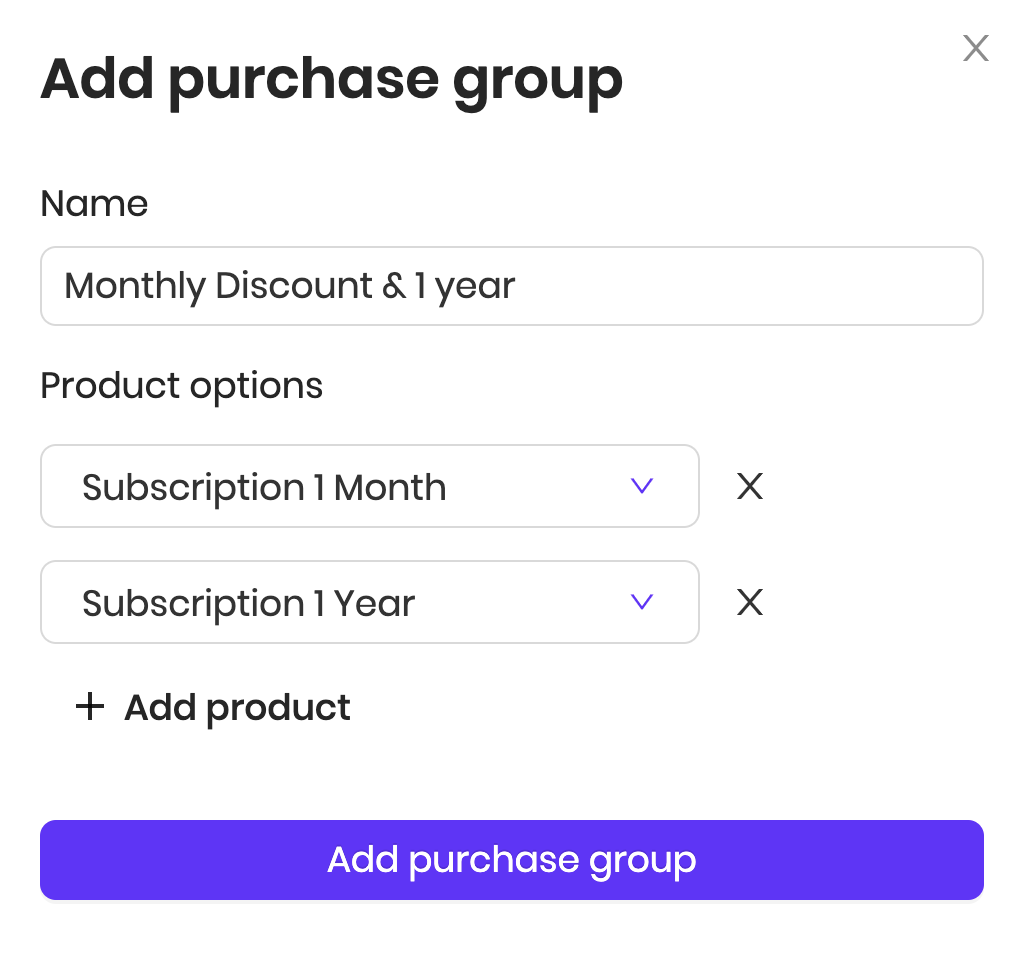 Add purchase group
Name
Monthly Discount & 1 year
Product options
Subscription 1 Month
Subscription 1 Year
Add product
Add purchase group